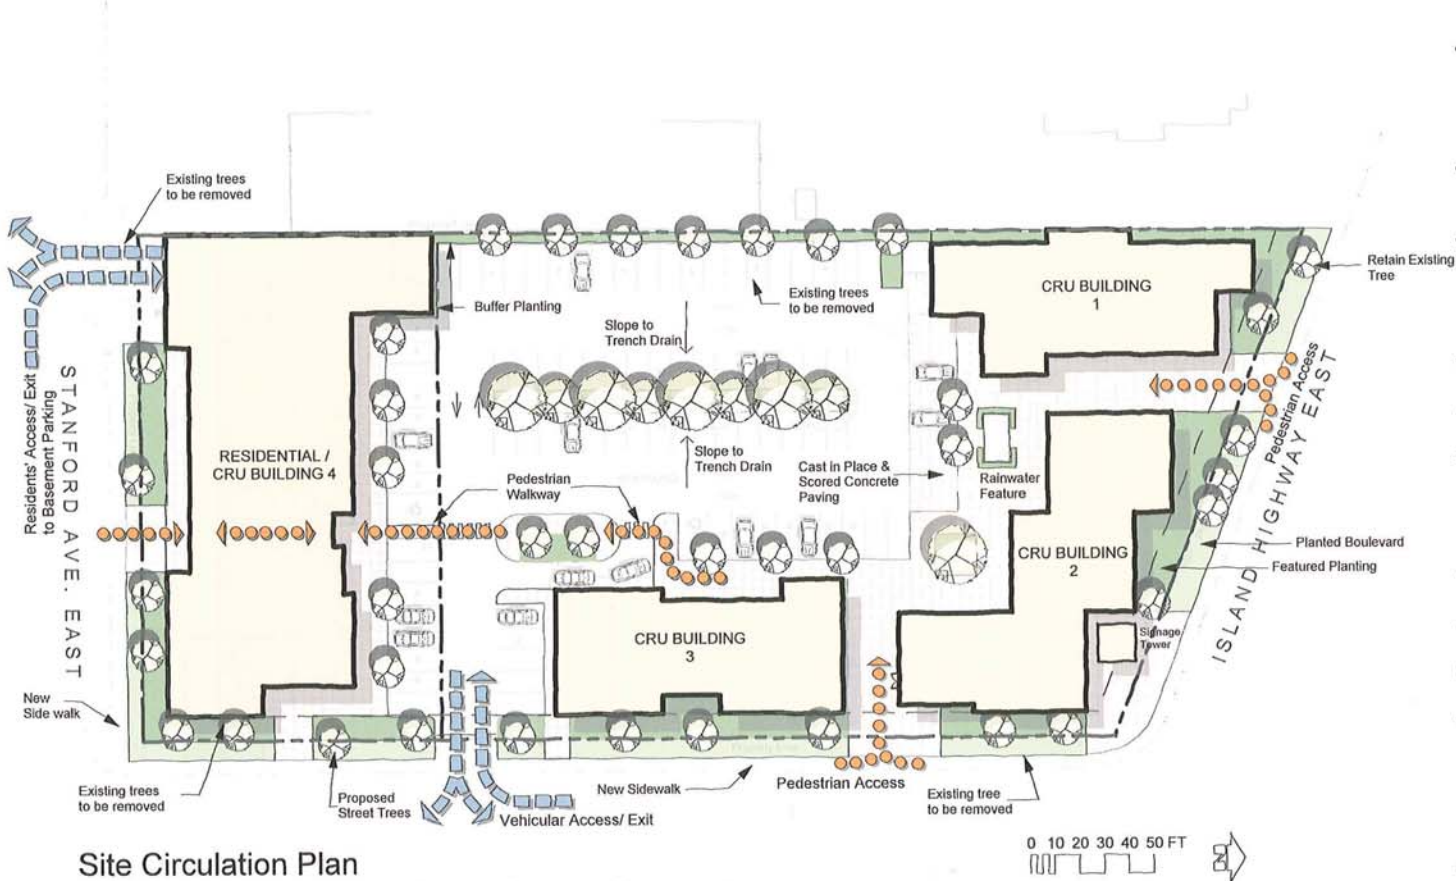 Existing trees
to be removed
Retain Existing
Tree
CRU BUILDING
1
Buffer Planting
Existing trees
to be removed
Slope to
Trench Drain
Pedestrian Access
Residents' Access/ Exit
to Basement Parking
STANFORD AVE. EAST
ISLAND HIGHWAY EAST
RESIDENTIAL /
CRU BUILDING 4
Slope to
Trench Drain
Pedestrian
Walkway
Cast in Place &
Scored Concrete
Paving
Rainwater
Feature
Planted Boulevard
Featured Planting
CRU BUILDING
2
CRU BUILDING
3
Signage
Tower
New
Side walk
Existing trees
to be removed
Proposed
Street Trees
Vehicular Access/ Exit
New Sidewalk
Pedestrian Access
Existing tree
to be removed
Site Circulation Plan
0 10 20 30 40 50 FT
N